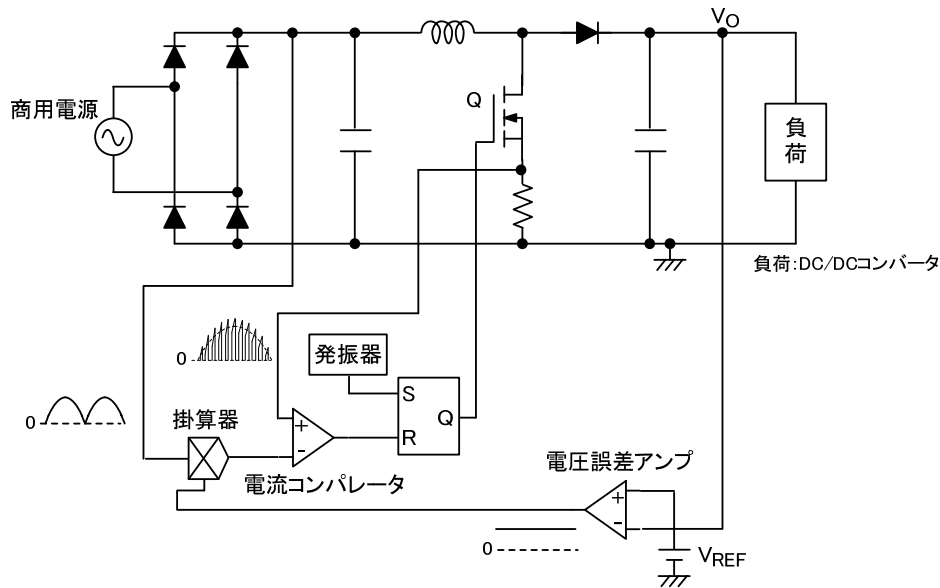 V_O
商用電源
Q
負荷
負荷:DC/DCコンバータ
0
発振器
S
Q
R
0
掛算器
+
-
電流コンパレータ
電圧誤差アンプ
+
-
0
V_REF